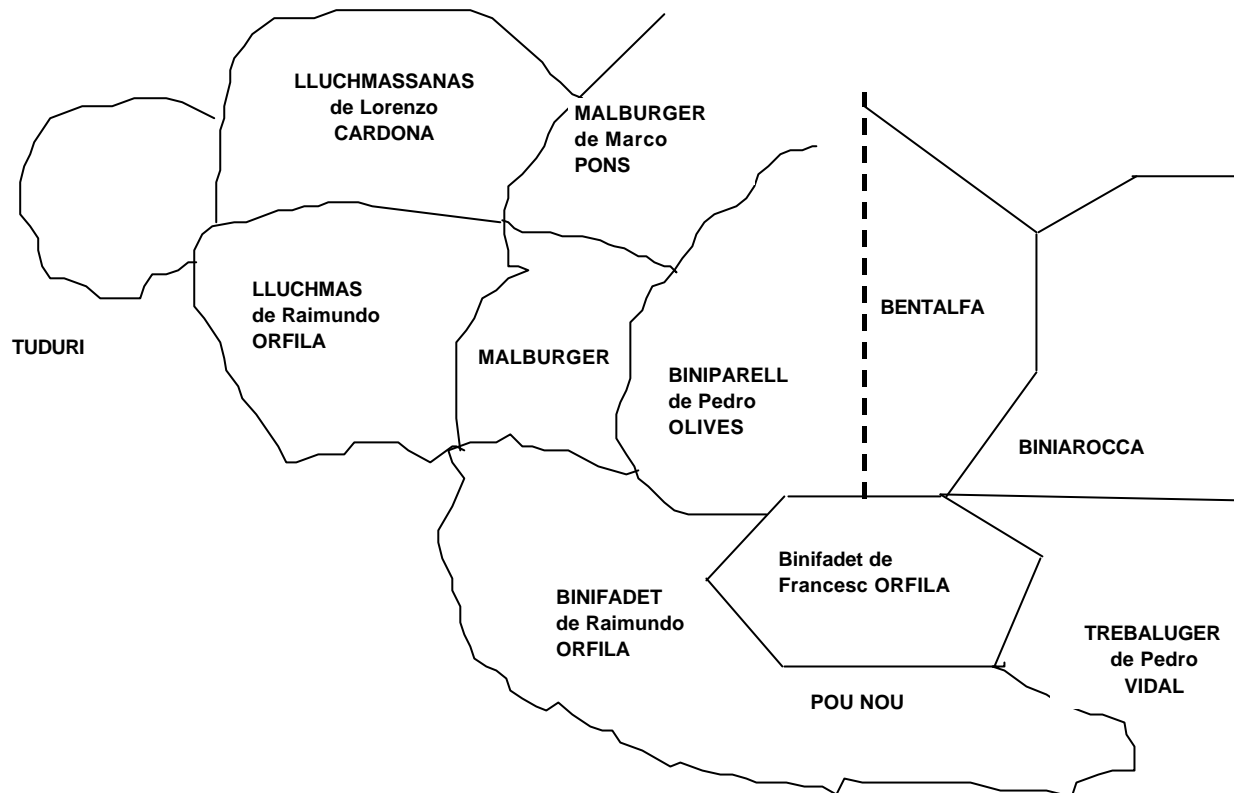 LLUCHMASSANAS
de Lorenzo
CARDONA
MALBURGER
de Marco
PONS
LLUCHMAS
de Raimundo
ORFILA
TUDURI
MALBURGER
BINIPARELL
de Pedro
OLIVES
BENTALFA
BINIAROCCA
Binifadet de
Francesc ORFILA
BINIFADET
de Raimundo
ORFILA
TREBALUGER
de Pedro
VIDAL
POU NOU